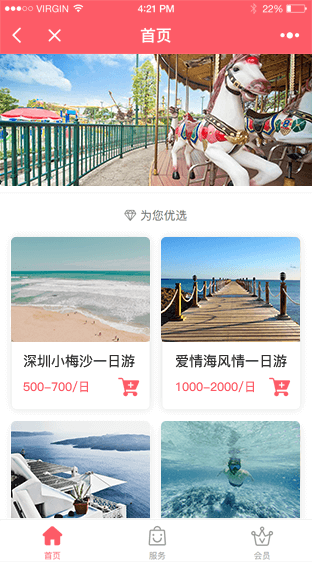 VIRGIN
4:21 PM
22%
首页
为您优选
深圳小梅沙一日游
500-700/日
爱情海风情一日游
1000-2000/日
首页
服务
会员